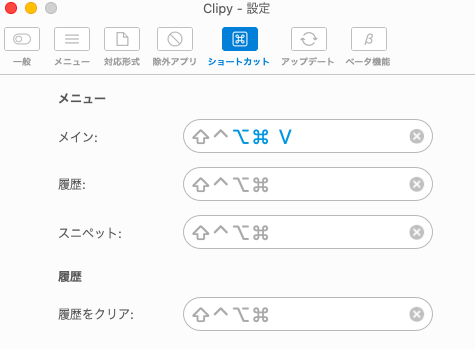 Clipy - 設定
一般 メニュー 対応形式 除外アプリ ショートカット アップデート ベータ機能
メニュー
メイン: ⇧⌃⌥⌘ V
履歴: ⇧⌃⌥⌘
スニペット: ⇧⌃⌥⌘
履歴
履歴をクリア: ⇧⌃⌥⌘